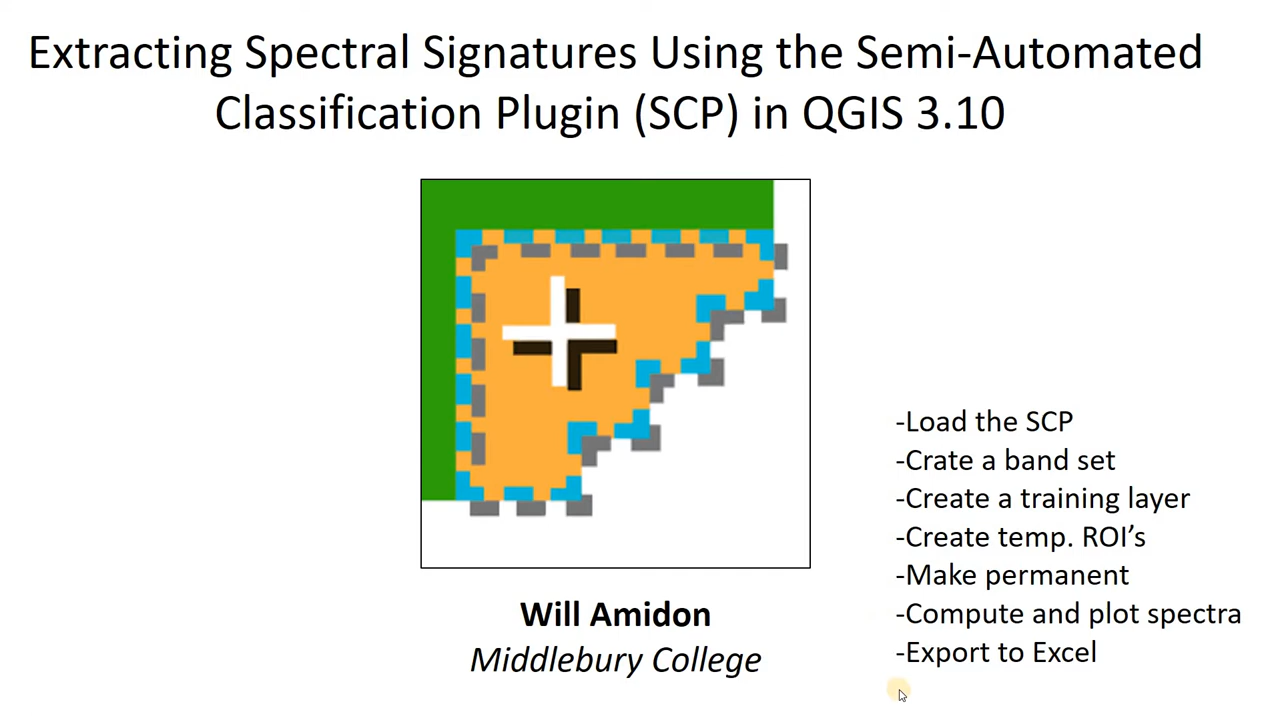 Extracting Spectral Signatures Using the Semi-Automated
Classification Plugin (SCP) in QGIS 3.10
-Load the SCP
-Crate a band set
-Create a training layer
-Create temp. ROI’s
-Make permanent
-Compute and plot spectra
-Export to Excel
Will Amidon
Middlebury College